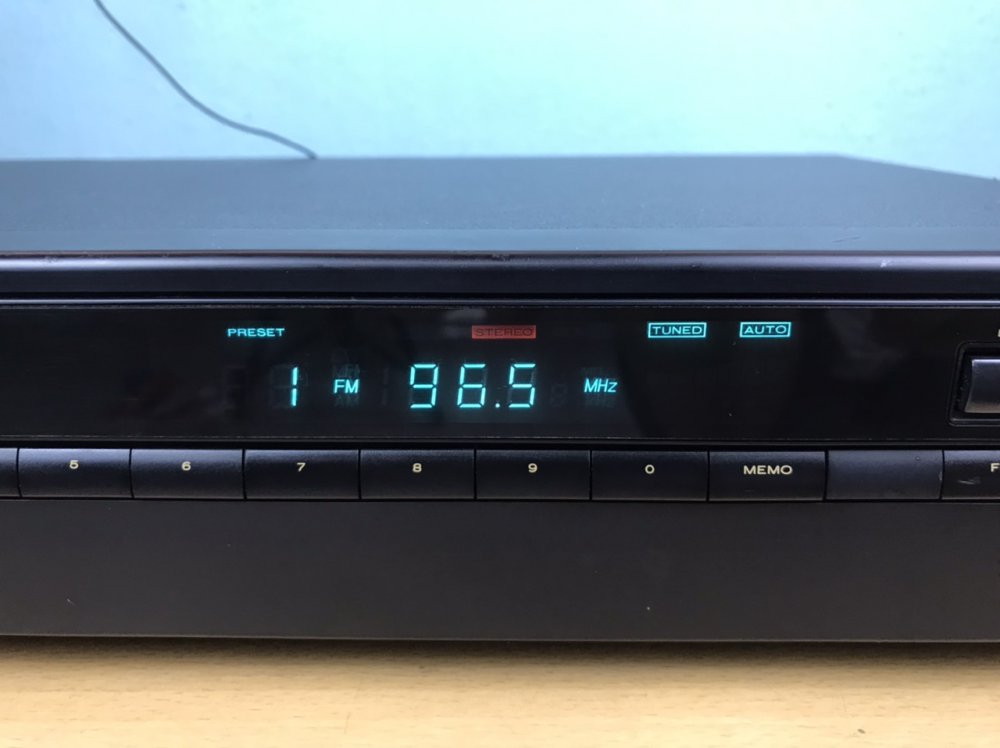 PRESET STEREO TUNED AUTO
1 FM 96.5 MHz
5 6 7 8 9 0 MEMO F